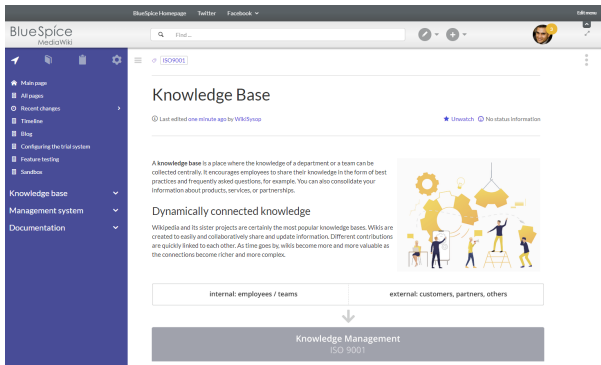 BlueSpice Homepage Twitter Facebook
Edit menu
BlueSpice
MediaWiki
Find...
ISO9001
Main page
All pages
Recent changes
Timeline
Blog
Configuring the trial system
Feature testing
Sandbox
Knowledge base
Management system
Documentation
Knowledge Base
Last edited one minute ago by WikiSysop
Unwatch No status information
A knowledge base is a place where the knowledge of a department or a team can be
collected centrally. It encourages employees to share their knowledge in the form of best
practices and frequently asked questions, for example. You can also consolidate your
information about products, services, or partnerships.
Dynamically connected knowledge
Wikipedia and its sister projects are certainly the most popular knowledge bases. Wikis are
created to easily and collaboratively share and update information. Different contributions
are quickly linked to each other. As time goes by, wikis become more and more valuable as
the connections become richer and more complex.
internal: employees / teams
external: customers, partners, others
Knowledge Management
ISO 9001